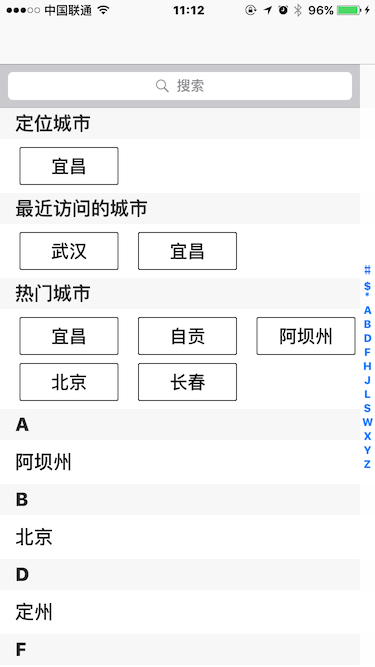 中国联通 11:12 96%
搜索
定位城市
宜昌
最近访问的城市
武汉 宜昌
热门城市
宜昌 自贡 阿坝州
北京 长春
A
阿坝州
B
北京
D
定州
F
#
$
*
A
B
D
F
H
J
L
S
W
X
Y
Z